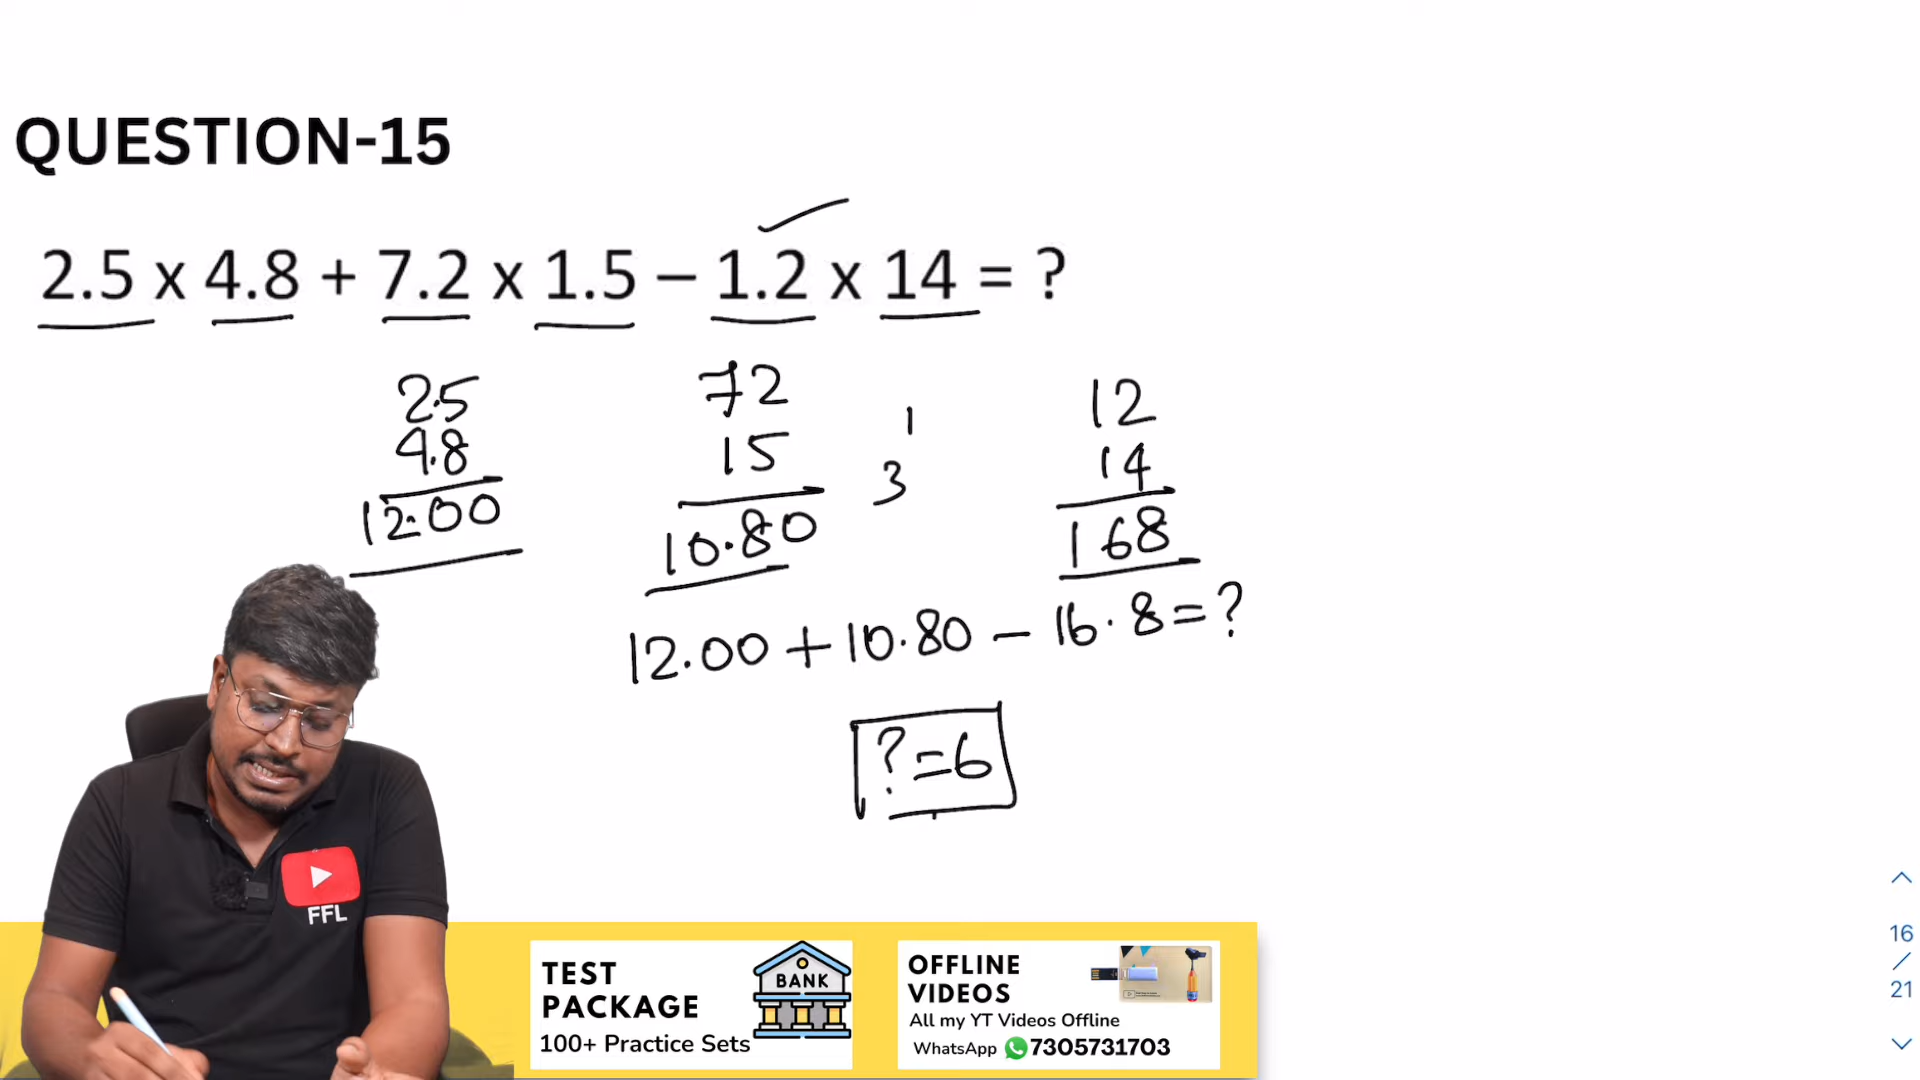 QUESTION-15
2.5 x 4.8 + 7.2 x 1.5 – 1.2 x 14 = ?
2.5
4.8
12.00
72
15
10.80
1
3
12
14
168
12.00 + 10.80 – 16.8 = ?
? = 6
FFL
TEST
PACKAGE
100+ Practice Sets
BANK
OFFLINE
VIDEOS
All my YT Videos Offline
WhatsApp 7305731703
16
/
21